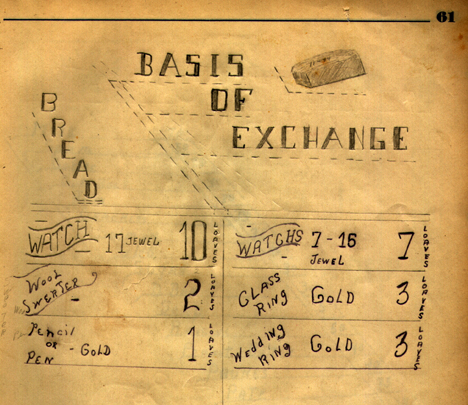 61
BASIS
OF
EXCHANGE
BREAD
WATCH 17 JEWEL 10 LOAVES
WOOL SWERTER - 2 LOAVES
PENCIL OR PEN - GOLD 1 LOAVES
WATCHS 7-16 JEWEL 7 LOAVES
CLASS RING GOLD 3 LOAVES
WEDDING RING GOLD 3 LOAVES